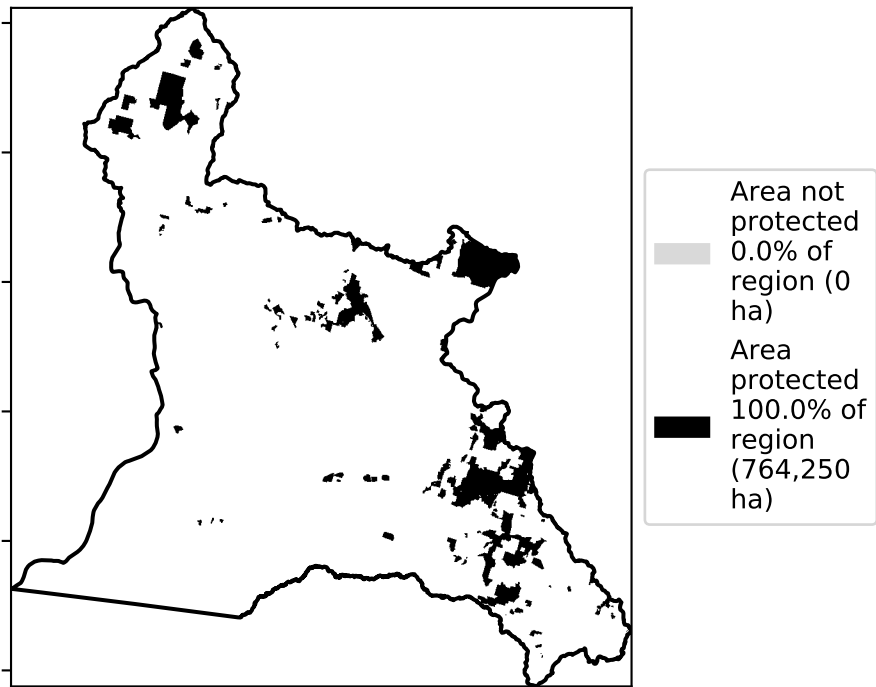 Area not
protected
0.0% of
region (0
ha)
Area
protected
100.0% of
region
(764,250
ha)